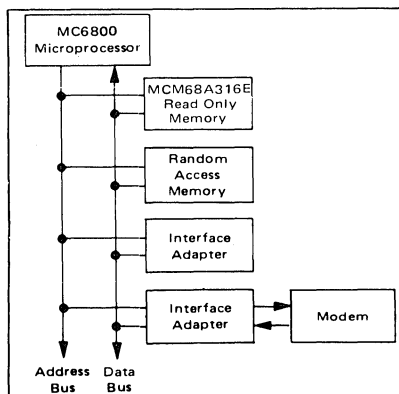 MC6800
Microprocessor
MCM68A316E
Read Only
Memory
Random
Access
Memory
Interface
Adapter
Interface
Adapter
Modem
Address
Bus
Data
Bus